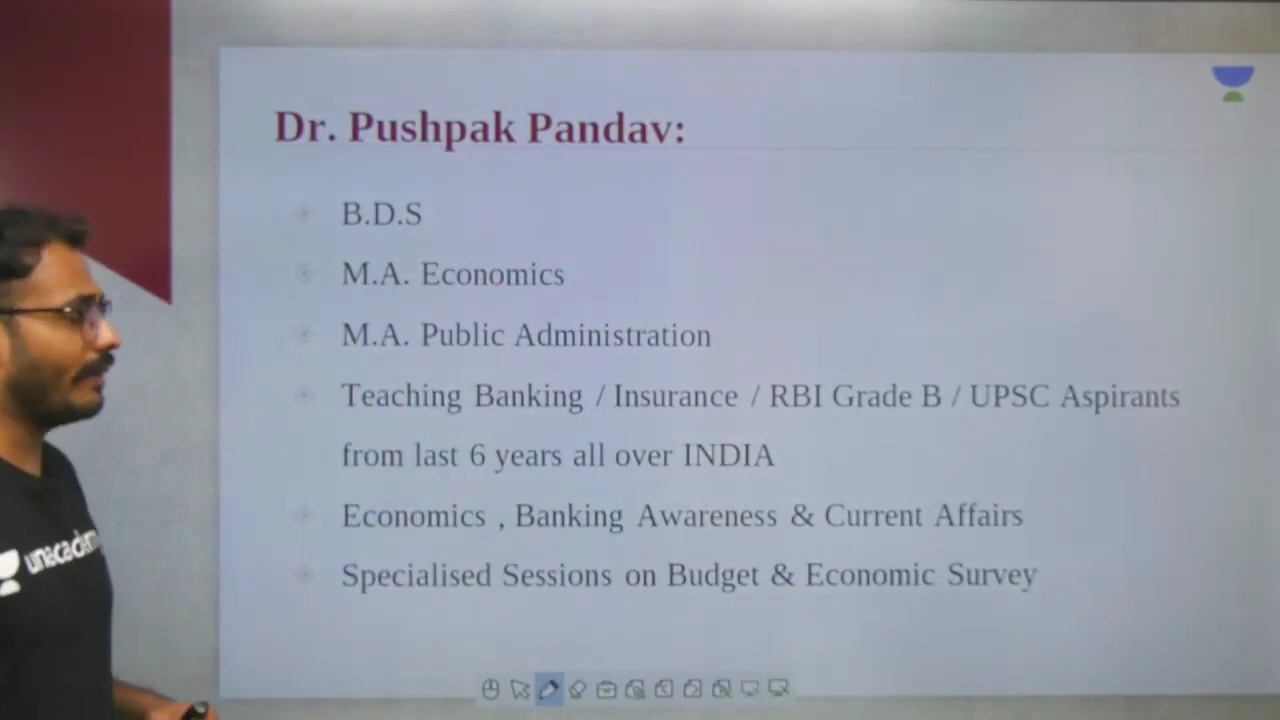 Dr. Pushpak Pandav:
B.D.S
M.A. Economics
M.A. Public Administration
Teaching Banking / Insurance / RBI Grade B / UPSC Aspirants
from last 6 years all over INDIA
Economics , Banking Awareness & Current Affairs
Specialised Sessions on Budget & Economic Survey
unacademy